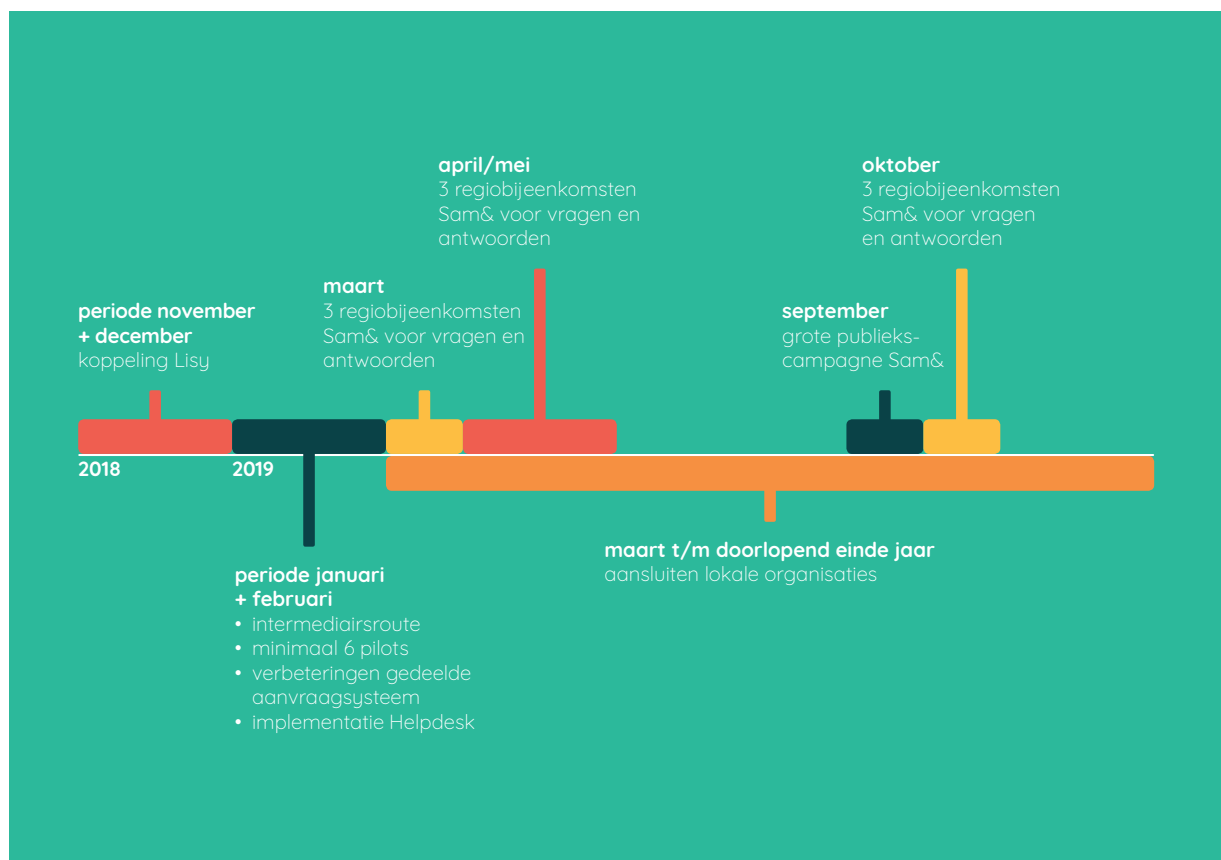 april/mei
3 regiobijeenkomsten
Sam& voor vragen en
antwoorden
oktober
3 regiobijeenkomsten
Sam& voor vragen
en antwoorden
maart
3 regiobijeenkomsten
Sam& voor vragen en
antwoorden
periode november
+ december
koppeling Lisy
september
grote publieks-
campagne Sam&
2018
2019
maart t/m doorlopend einde jaar
aansluiten lokale organisaties
periode januari
+ februari
• intermediairsroute
• minimaal 6 pilots
• verbeteringen gedeelde
aanvraagsysteem
• implementatie Helpdesk